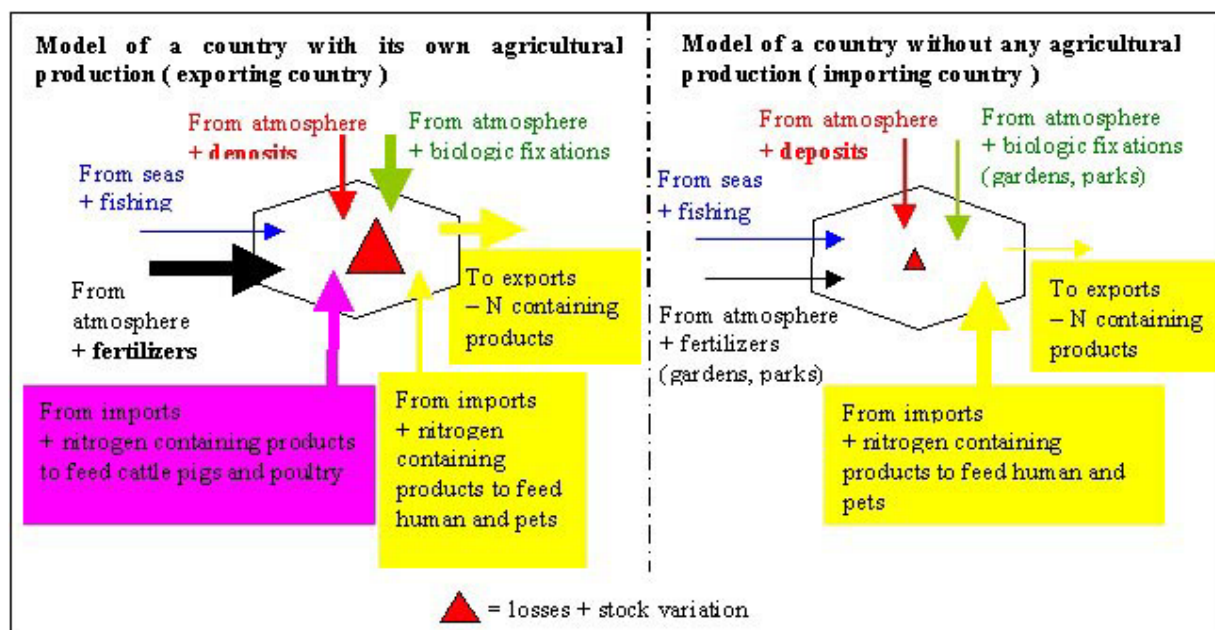 Model of a country with its own agricultural
production ( exporting country )
From atmosphere
+ deposits
From atmosphere
+ biologic fixations
From seas
+ fishing
From
atmosphere
+ fertilizers
To exports
– N containing
products
From imports
+ nitrogen containing products
to feed cattle pigs and poultry
From imports
+ nitrogen
containing
products to feed
human and pets
Model of a country without any agricultural
production ( importing country )
From atmosphere
+ deposits
From atmosphere
+ biologic fixations
(gardens, parks)
From seas
+ fishing
From atmosphere
+ fertilizers
(gardens, parks)
To exports
– N containing
products
From imports
+ nitrogen containing
products to feed human and
pets
= losses + stock variation